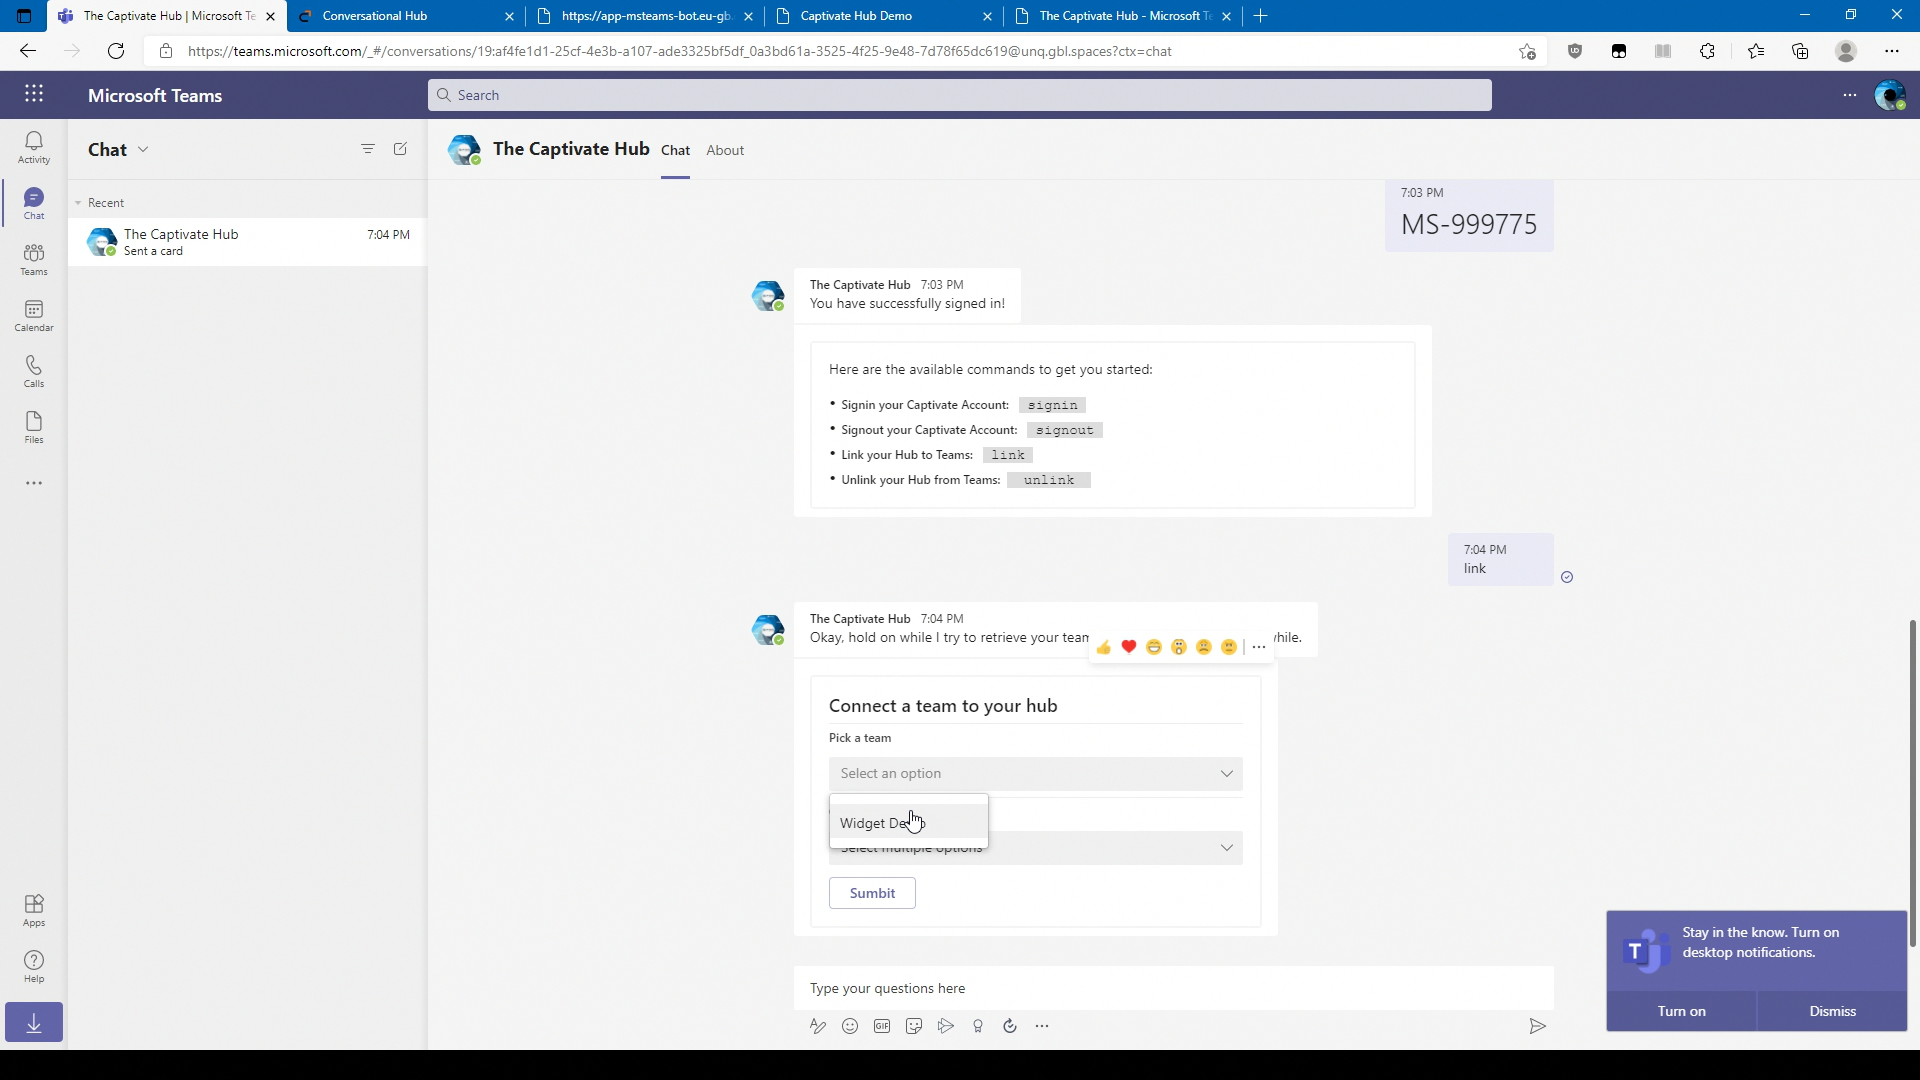 The Captivate Hub | Microsoft Te
Conversational Hub
https://app-msteams-bot.eu-gb.
Captivate Hub Demo
The Captivate Hub - Microsoft Te
https://teams.microsoft.com/_#/conversations/19:af4fe1d1-25cf-4e3b-a107-ade3325bf5df_0a3bd61a-3525-4f25-9e48-7d78f65dc619@unq.gbl.spaces?ctx=chat
Microsoft Teams
Search
Activity
Chat
Teams
Calendar
Calls
Files
Apps
Help
Chat
Recent
The Captivate Hub 7:04 PM
Sent a card
The Captivate Hub Chat About
7:03 PM
MS-999775
The Captivate Hub 7:03 PM
You have successfully signed in!
Here are the available commands to get you started:
• Signin your Captivate Account: signin
• Signout your Captivate Account: signout
• Link your Hub to Teams: link
• Unlink your Hub from Teams: unlink
7:04 PM
link
The Captivate Hub 7:04 PM
Okay, hold on while I try to retrieve your while.
GIF
Connect a team to your hub
Pick a team
Select an option
Widget
Select multiple options
Sumbit
Type your questions here
T
Stay in the know. Turn on
desktop notifications.
Turn on Dismiss